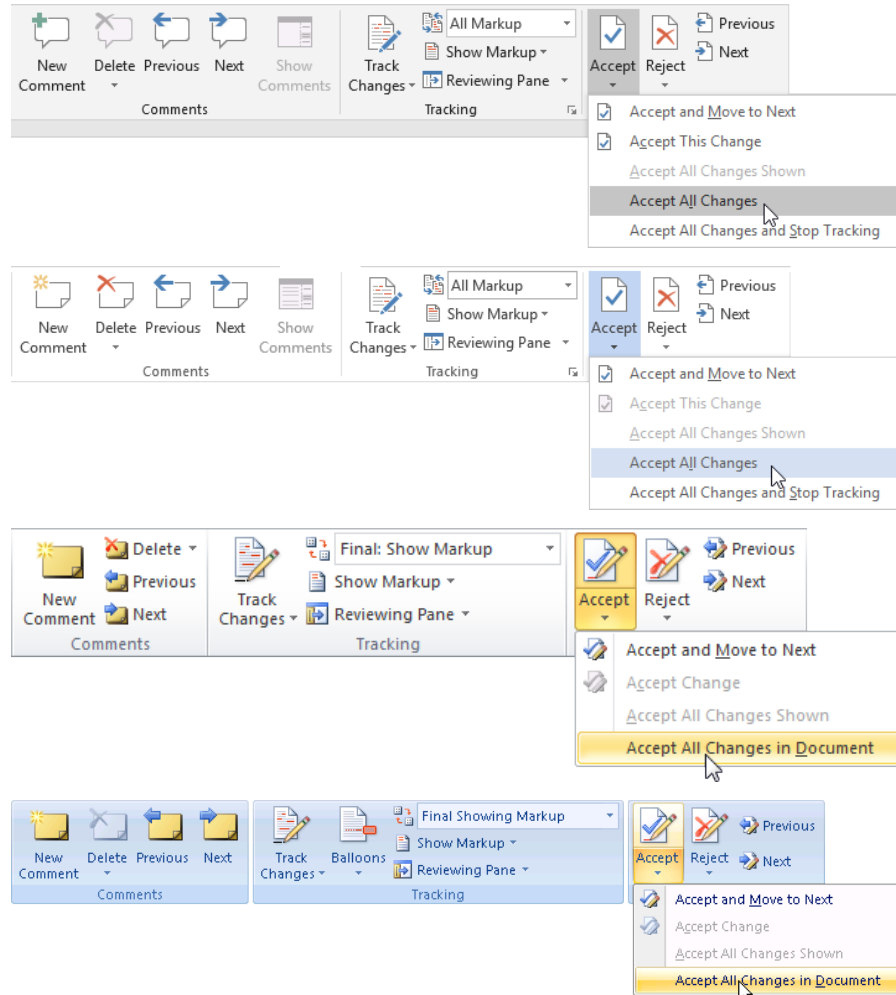 New Comment
Delete
Previous
Next
Show Comments
Comments
Track Changes
All Markup
Show Markup
Reviewing Pane
Tracking
Accept
Reject
Previous
Next
Accept and Move to Next
Accept This Change
Accept All Changes Shown
Accept All Changes
Accept All Changes and Stop Tracking
New Comment
Delete
Previous
Next
Show Comments
Comments
Track Changes
All Markup
Show Markup
Reviewing Pane
Tracking
Accept
Reject
Previous
Next
Accept and Move to Next
Accept This Change
Accept All Changes Shown
Accept All Changes
Accept All Changes and Stop Tracking
New Comment
Delete
Previous
Next
Comments
Track Changes
Final: Show Markup
Show Markup
Reviewing Pane
Tracking
Accept
Reject
Previous
Next
Accept and Move to Next
Accept Change
Accept All Changes Shown
Accept All Changes in Document
New Comment
Delete
Previous
Next
Comments
Track Changes
Balloons
Final Showing Markup
Show Markup
Reviewing Pane
Tracking
Accept
Reject
Previous
Next
Accept and Move to Next
Accept Change
Accept All Changes Shown
Accept All Changes in Document